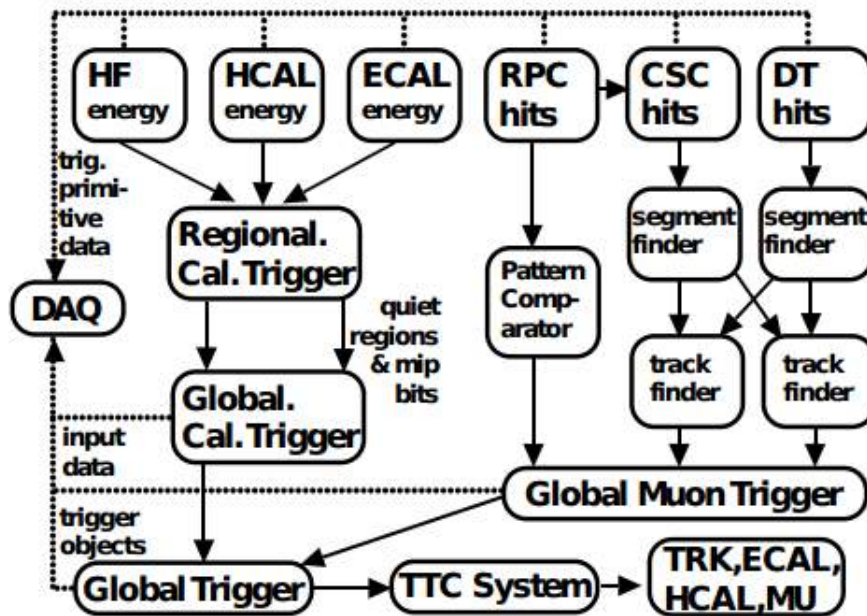 HF
energy
HCAL
energy
ECAL
energy
RPC
hits
CSC
hits
DT
hits
trig.
primi-
tive
data
Regional.
Cal.Trigger
segment
finder
segment
finder
Pattern
Comp-
arator
DAQ
quiet
regions
& mip
bits
track
finder
track
finder
Global.
Cal.Trigger
input
data
Global Muon Trigger
trigger
objects
Global Trigger
TTC System
TRK,ECAL,
HCAL,MU